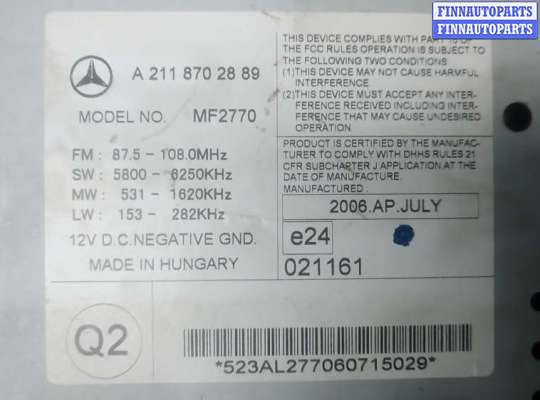 FINNAUTOPARTS
FINNAUTOPARTS
FINNAUTOPARTS
A 211 870 28 89
MODEL NO. MF2770
FM : 87.5 - 108.0MHz
SW : 5800 - 6250KHz
MW : 531 - 1620KHz
LW : 153 - 282KHz
12V D.C.NEGATIVE GND.
MADE IN HUNGARY
THIS DEVICE COMPLIES WITH PART 15 OF
THE FCC RULES OPERATION IS SUBJECT TO
THE FOLLOWING TWO CONDITIONS
(1)THIS DEVICE MAY NOT CAUSE HARMFUL
INTERFERENCE
(2)THIS DEVICE MUST ACCEPT ANY INTER-
FERENCE RECEIVED INCLUDING INTER-
FERENCE THAT MAY CAUSE UNDESIRED
OPERATION
PRODUCT IS CERTIFIED BY THE MANUFAC-
TURER TO COMPLY WITH DHHS RULES 21
CFR SUBCHAPTER J APPLICATION AT THE
DATE OF MANUFACTURE.
MANUFACTURED :
2006.AP.JULY
e24
021161
Q2
*523AL277060715029*